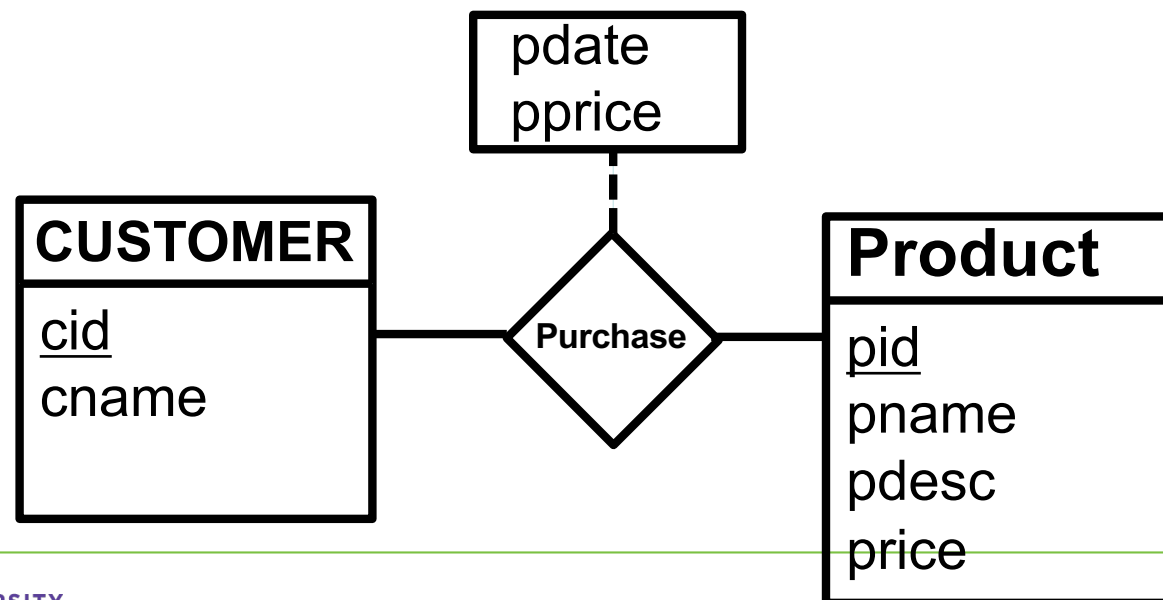 pdate
pprice
CUSTOMER
cid
cname
Purchase
Product
pid
pname
pdesc
price